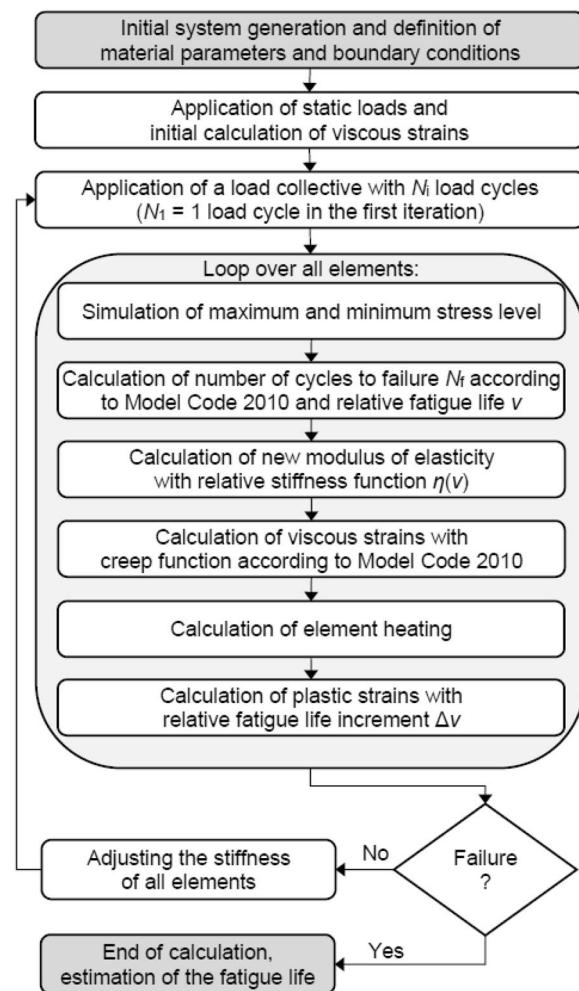 Initial system generation and definition of
material parameters and boundary conditions
Application of static loads and
initial calculation of viscous strains
Application of a load collective with Ni load cycles
(N1 = 1 load cycle in the first iteration)
Loop over all elements:
Simulation of maximum and minimum stress level
Calculation of number of cycles to failure Nf according
to Model Code 2010 and relative fatigue life ν
Calculation of new modulus of elasticity
with relative stiffness function η(ν)
Calculation of viscous strains with
creep function according to Model Code 2010
Calculation of element heating
Calculation of plastic strains with
relative fatigue life increment Δν
Adjusting the stiffness
of all elements
No
Failure
?
End of calculation,
estimation of the fatigue life
Yes